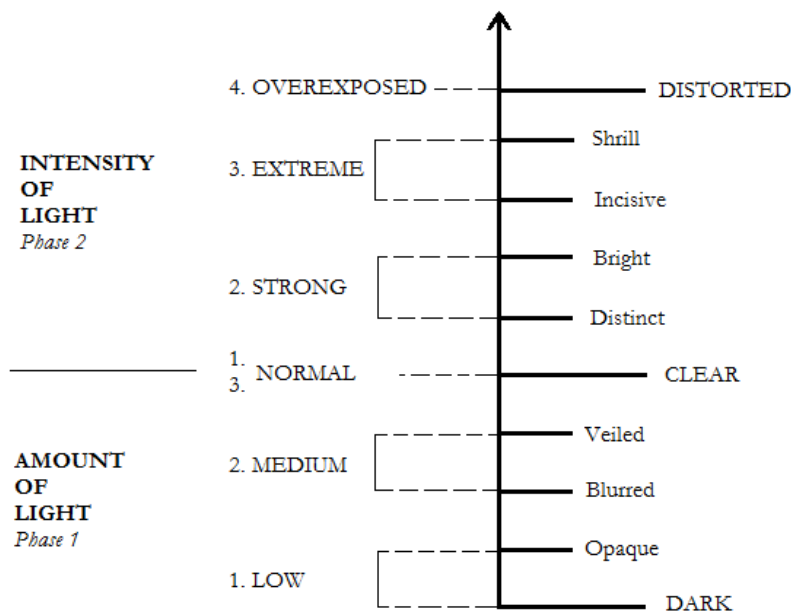 4. OVEREXPOSED DISTORTED
Shrill
INTENSITY
OF
LIGHT
Phase 2
3. EXTREME
Incisive
Bright
2. STRONG
Distinct
1.
3.
NORMAL CLEAR
Veiled
AMOUNT
OF
LIGHT
Phase 1
2. MEDIUM
Blurred
Opaque
1. LOW
DARK